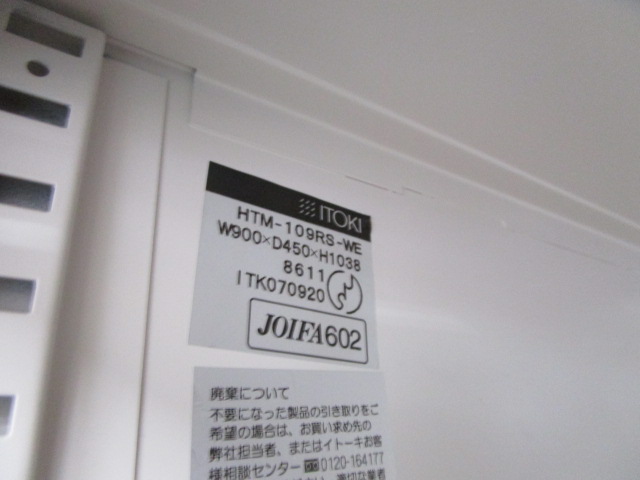 ITOKI
HTM-109RS-WE
W900×D450×H1038
8611
ITK070920
JOIFA602
廃棄について
不要になった製品の引き取りをご
希望の場合は、お買い求め先の
弊社担当者、またはイトーキお客
様相談センター 0120-164177